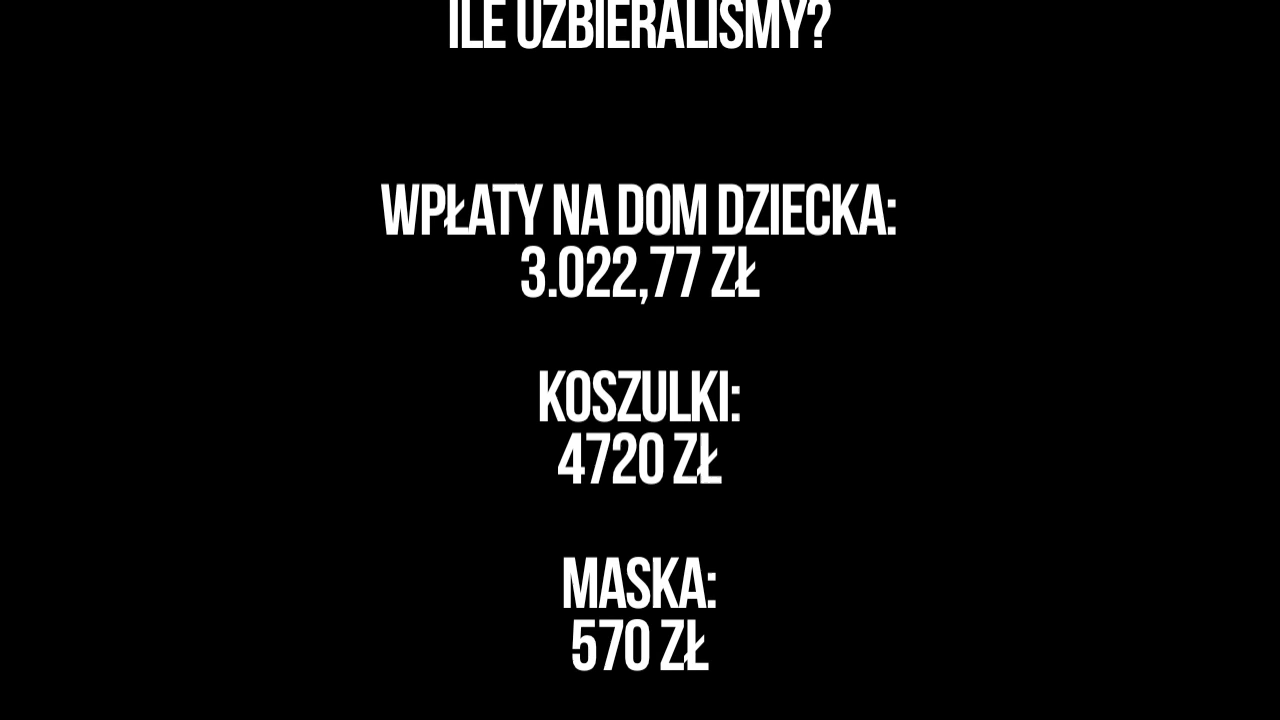 ILE UZBIERALIŚMY?
WPŁATY NA DOM DZIECKA:
3.022,77 ZŁ
KOSZULKI:
4720 ZŁ
MASKA:
570 ZŁ